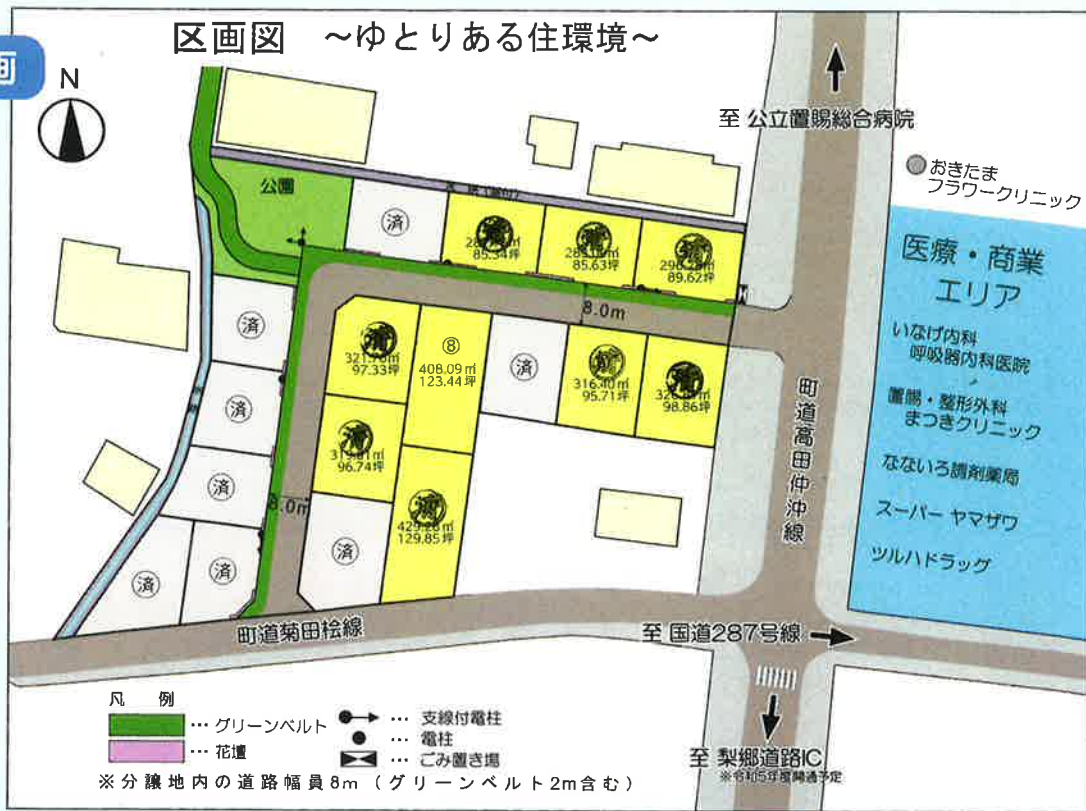 区画図 ～ゆとりある住環境～
画
N
至 公立置賜総合病院
おきたま
フラワークリニック
医療・商業
エリア
いなげ内科
呼吸器内科医院
置賜・整形外科
まつきクリニック
なないろ調剤薬局
スーパー ヤマザワ
ツルハドラッグ
公園
済
済
85.34坪
済
85.63坪
済
89.62坪
8.0m
済
済
97.33坪
⑧
408.09㎡
123.44坪
済
済
316.40㎡
95.71坪
済
98.86坪
町道高田仲沖線
済
済
96.74坪
済
8.0m
済
済
429.26㎡
129.85坪
済
済
町道菊田桧線
至 国道287号線
凡 例
… グリーンベルト
… 花壇
… 支線付電柱
… 電柱
… ごみ置き場
至 梨郷道路IC
※令和5年度開通予定
※分譲地内の道路幅員8m（グリーンベルト2m含む）